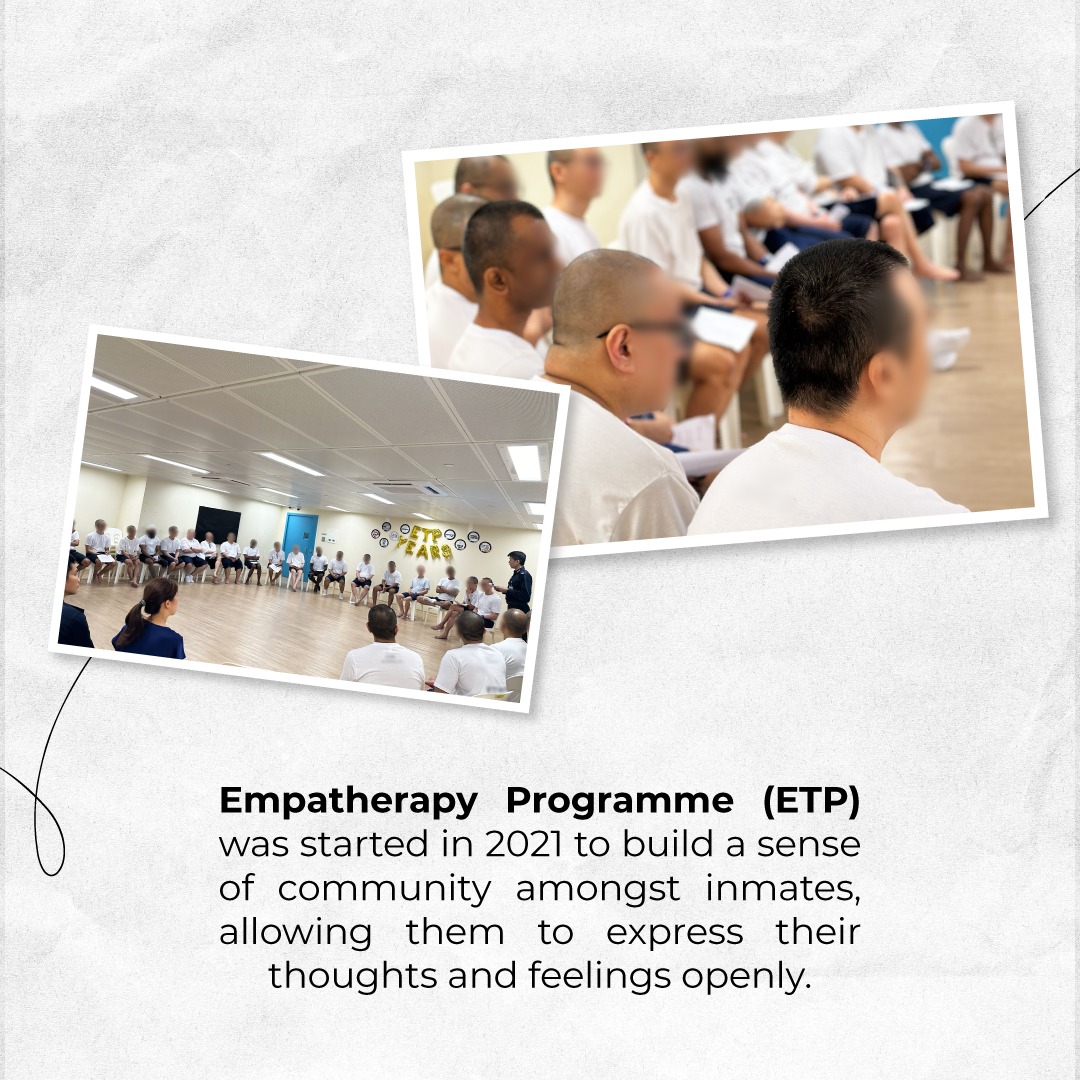 ETP
YEARS
Empatherapy Programme (ETP)
was started in 2021 to build a sense
of community amongst inmates,
allowing them to express their
thoughts and feelings openly.